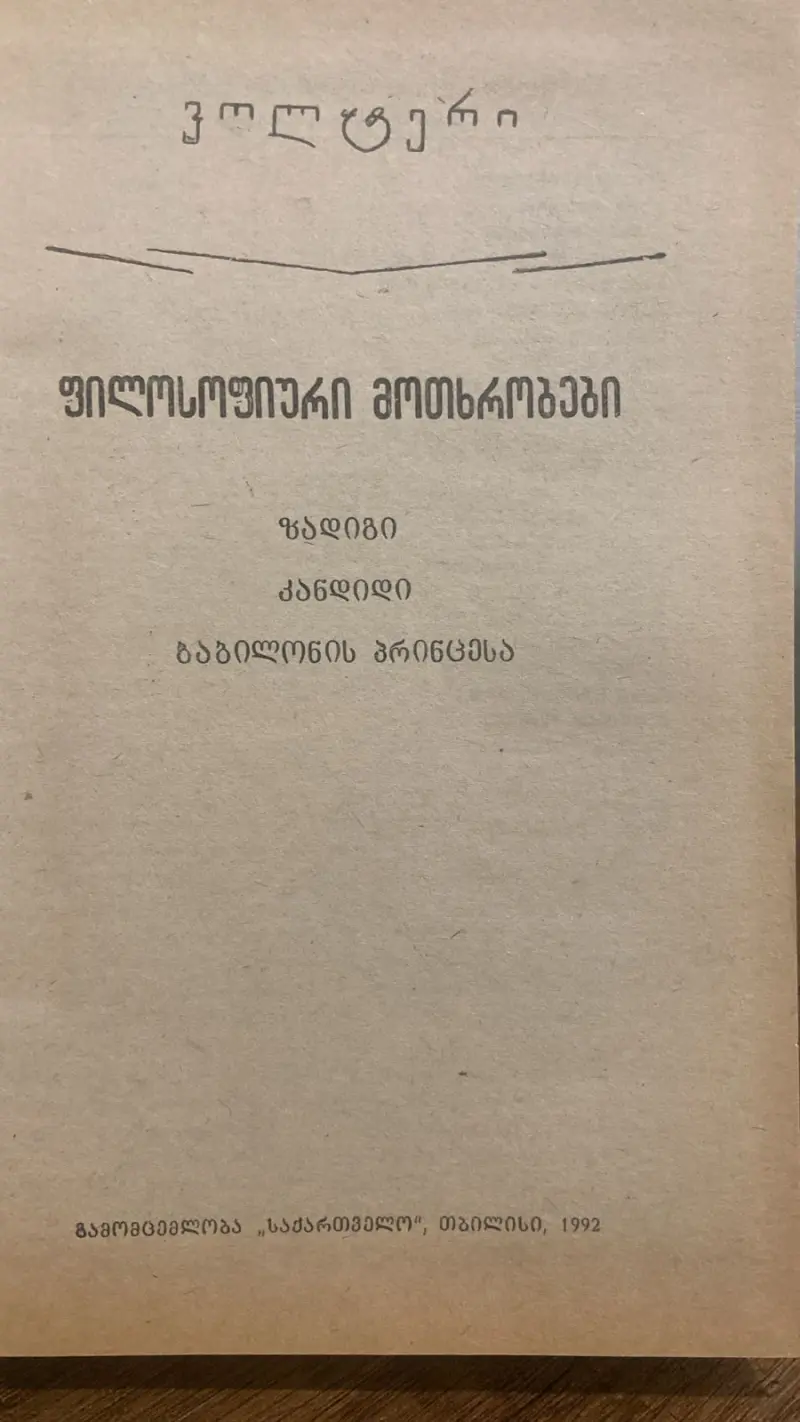 ვოლტერი
ფილოსოფიური მოთხრობები
ზადიგი
კანდიდი
ბაბილონის პრინცესა
გამომცემლობა „საქართველო“, თბილისი, 1992